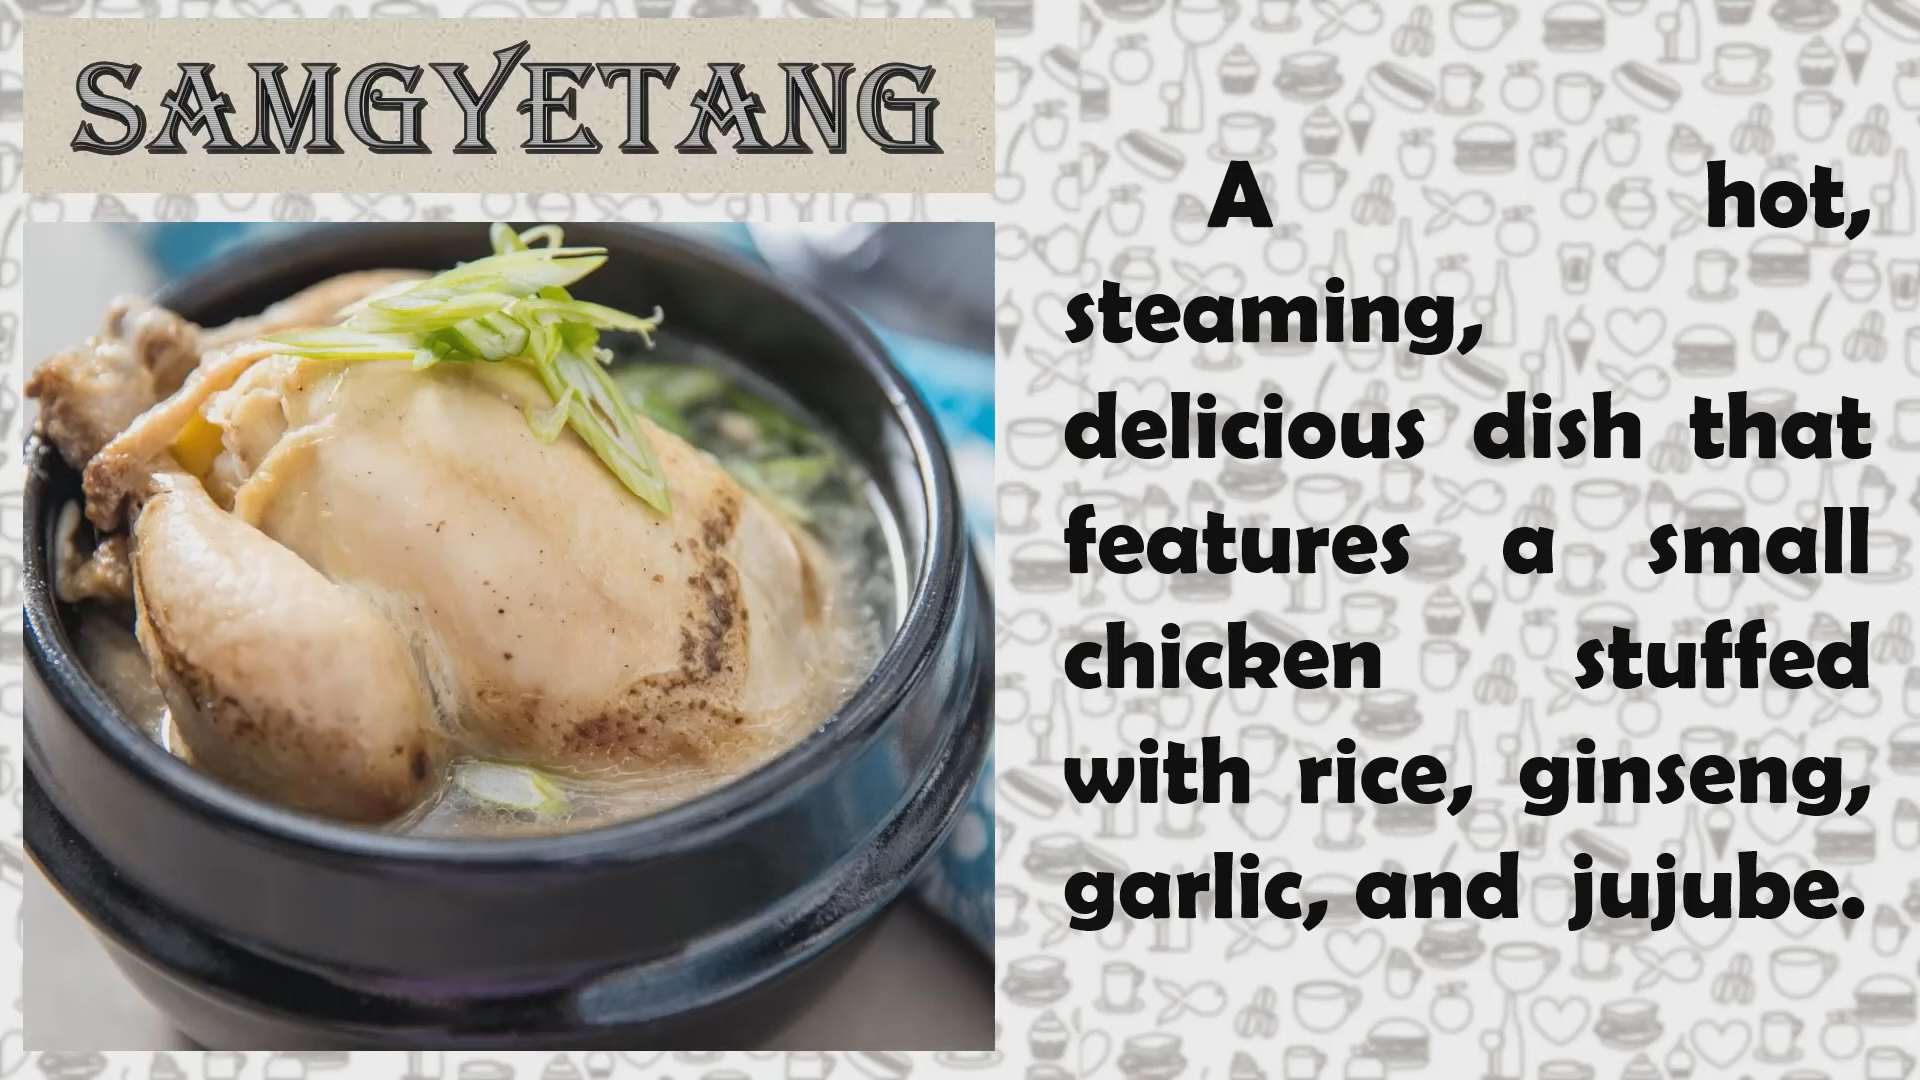 SAMGYETANG
A hot,
steaming,
delicious dish that
features a small
chicken stuffed
with rice, ginseng,
garlic, and jujube.